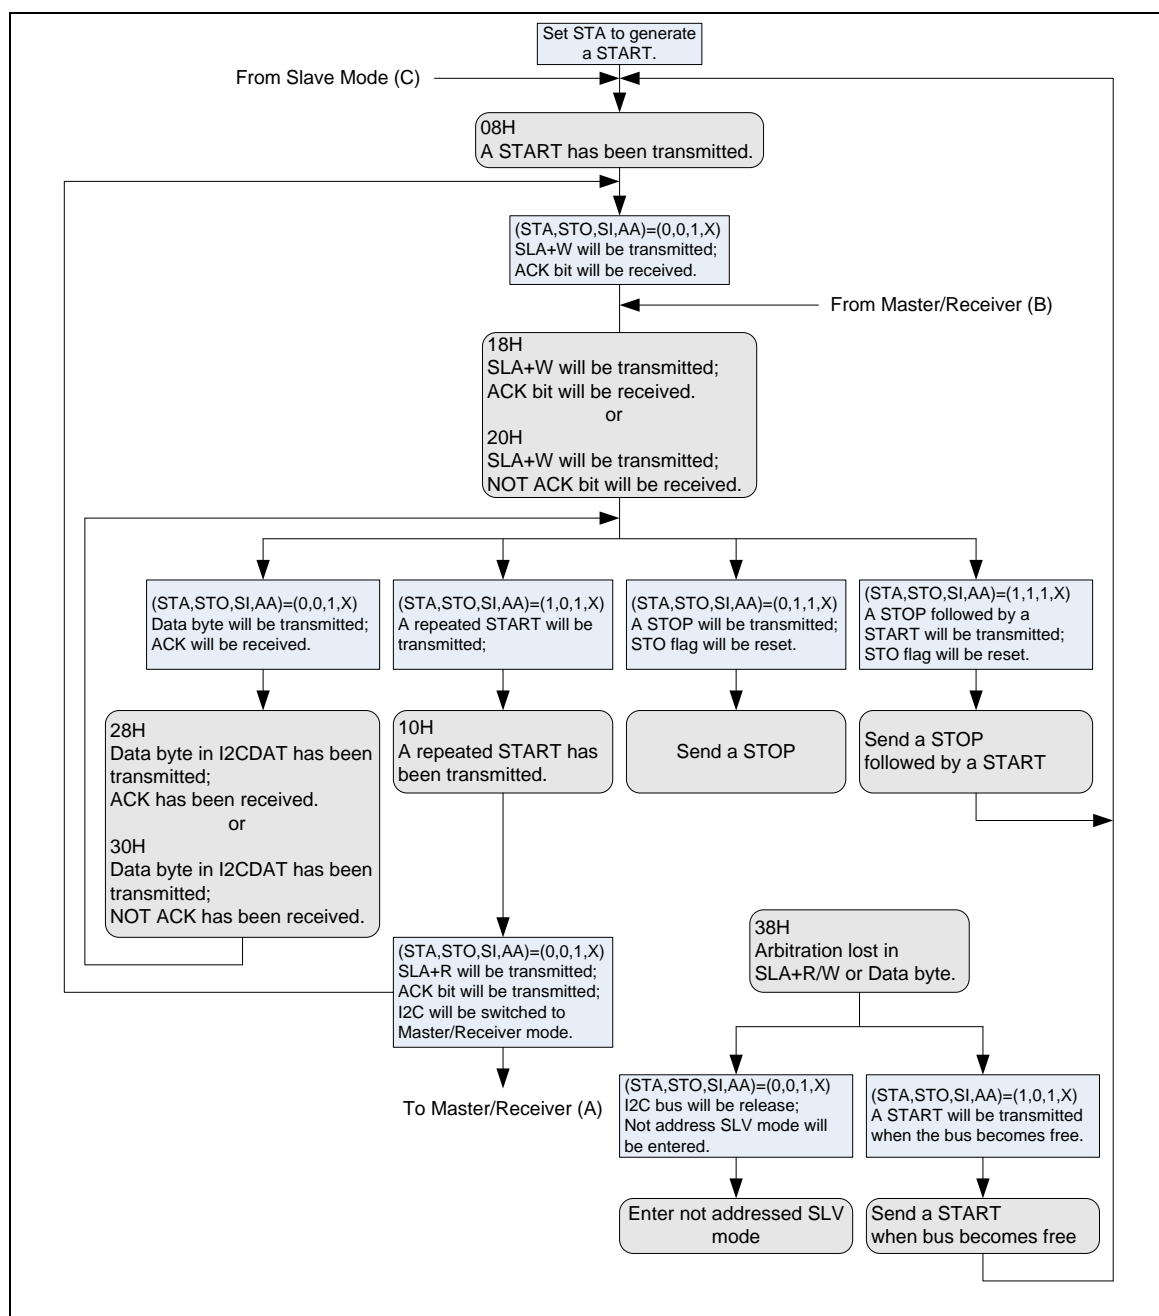 Set STA to generate
a START.
From Slave Mode (C)
08H
A START has been transmitted.
(STA,STO,SI,AA)=(0,0,1,X)
SLA+W will be transmitted;
ACK bit will be received.
From Master/Receiver (B)
18H
SLA+W will be transmitted;
ACK bit will be received.
or
20H
SLA+W will be transmitted;
NOT ACK bit will be received.
(STA,STO,SI,AA)=(0,0,1,X)
Data byte will be transmitted;
ACK will be received.
(STA,STO,SI,AA)=(1,0,1,X)
A repeated START will be
transmitted;
(STA,STO,SI,AA)=(0,1,1,X)
A STOP will be transmitted;
STO flag will be reset.
(STA,STO,SI,AA)=(1,1,1,X)
A STOP followed by a
START will be transmitted;
STO flag will be reset.
28H
Data byte in I2CDAT has been
transmitted;
ACK has been received.
or
30H
Data byte in I2CDAT has been
transmitted;
NOT ACK has been received.
10H
A repeated START has
been transmitted.
Send a STOP
Send a STOP
followed by a START
(STA,STO,SI,AA)=(0,0,1,X)
SLA+R will be transmitted;
ACK bit will be transmitted;
I2C will be switched to
Master/Receiver mode.
To Master/Receiver (A)
38H
Arbitration lost in
SLA+R/W or Data byte.
(STA,STO,SI,AA)=(0,0,1,X)
I2C bus will be release;
Not address SLV mode will
be entered.
(STA,STO,SI,AA)=(1,0,1,X)
A START will be transmitted
when the bus becomes free.
Enter not addressed SLV
mode
Send a START
when bus becomes free